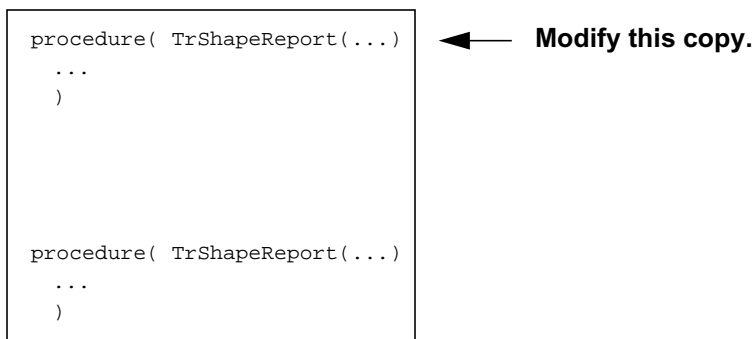 procedure( TrShapeReport(...)
...
)
Modify this copy.
procedure( TrShapeReport(...)
...
)